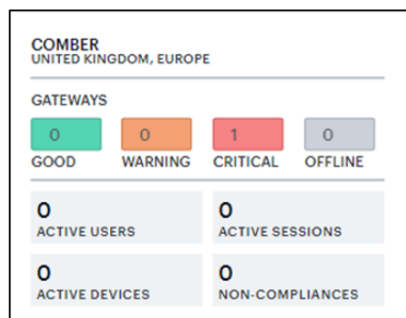 COMBER
UNITED KINGDOM, EUROPE
GATEWAYS
0 0 1 0
GOOD WARNING CRITICAL OFFLINE
0 0
ACTIVE USERS ACTIVE SESSIONS
0 0
ACTIVE DEVICES NON-COMPLIANCES